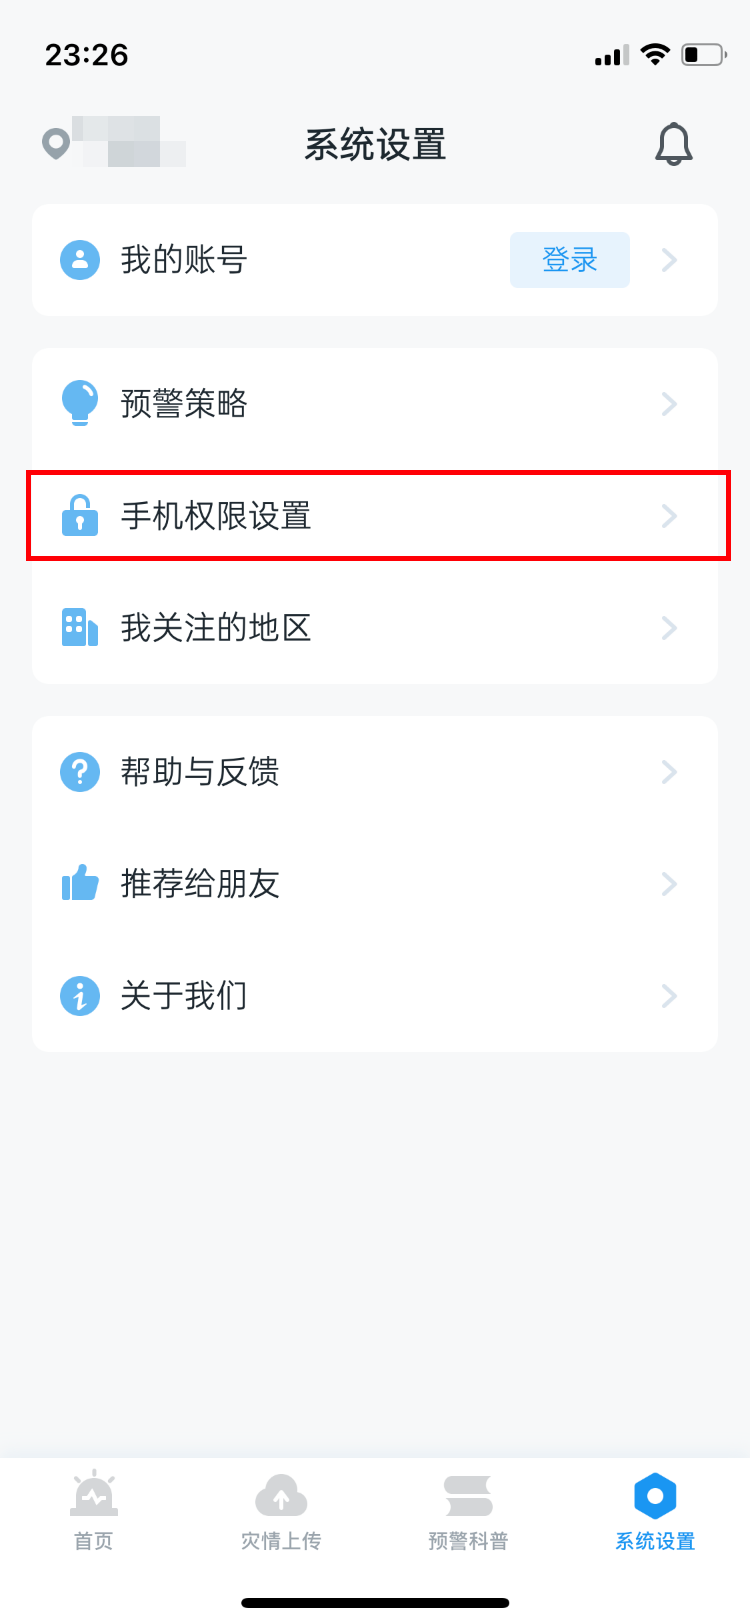 23:26
系统设置
我的账号
登录
预警策略
手机权限设置
我关注的地区
帮助与反馈
推荐给朋友
关于我们
首页
灾情上传
预警科普
系统设置